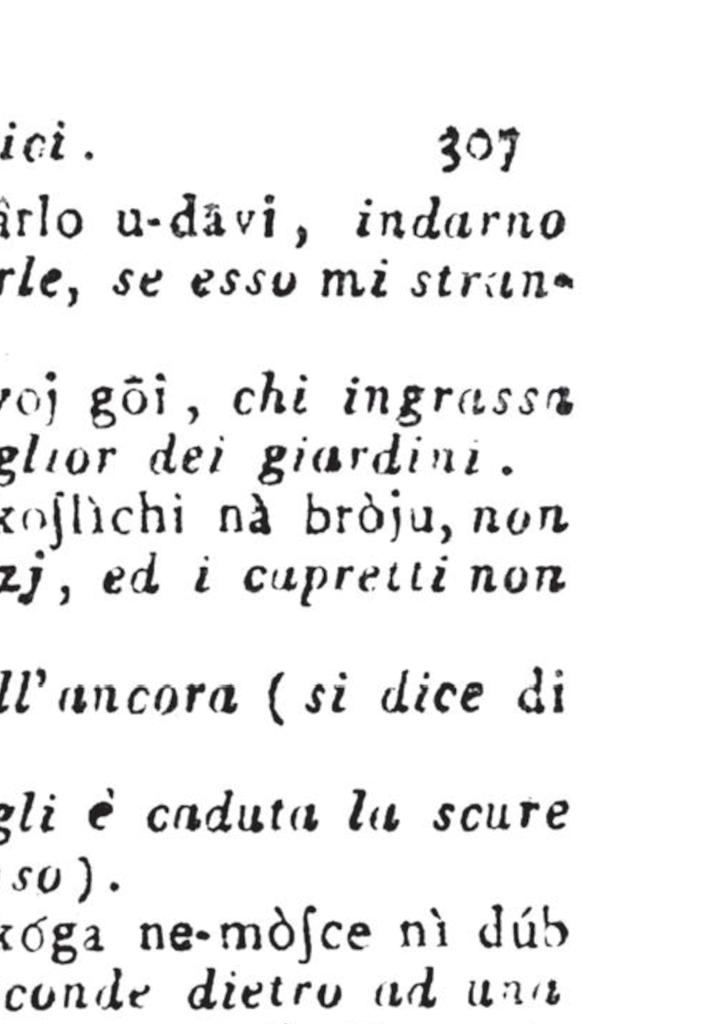 ici. 307
ârlo u-dāvi, indarno
rle, se esso mi stran-
voj gōi, chi ingrassa
glior dei giardini.
koſlìchi nà bròju, non
zj, ed i capretti non
ll'ancora (si dice di
gli è caduta la scure
so).
kóga ne-mòſce nì dúb
conde dietro ad una